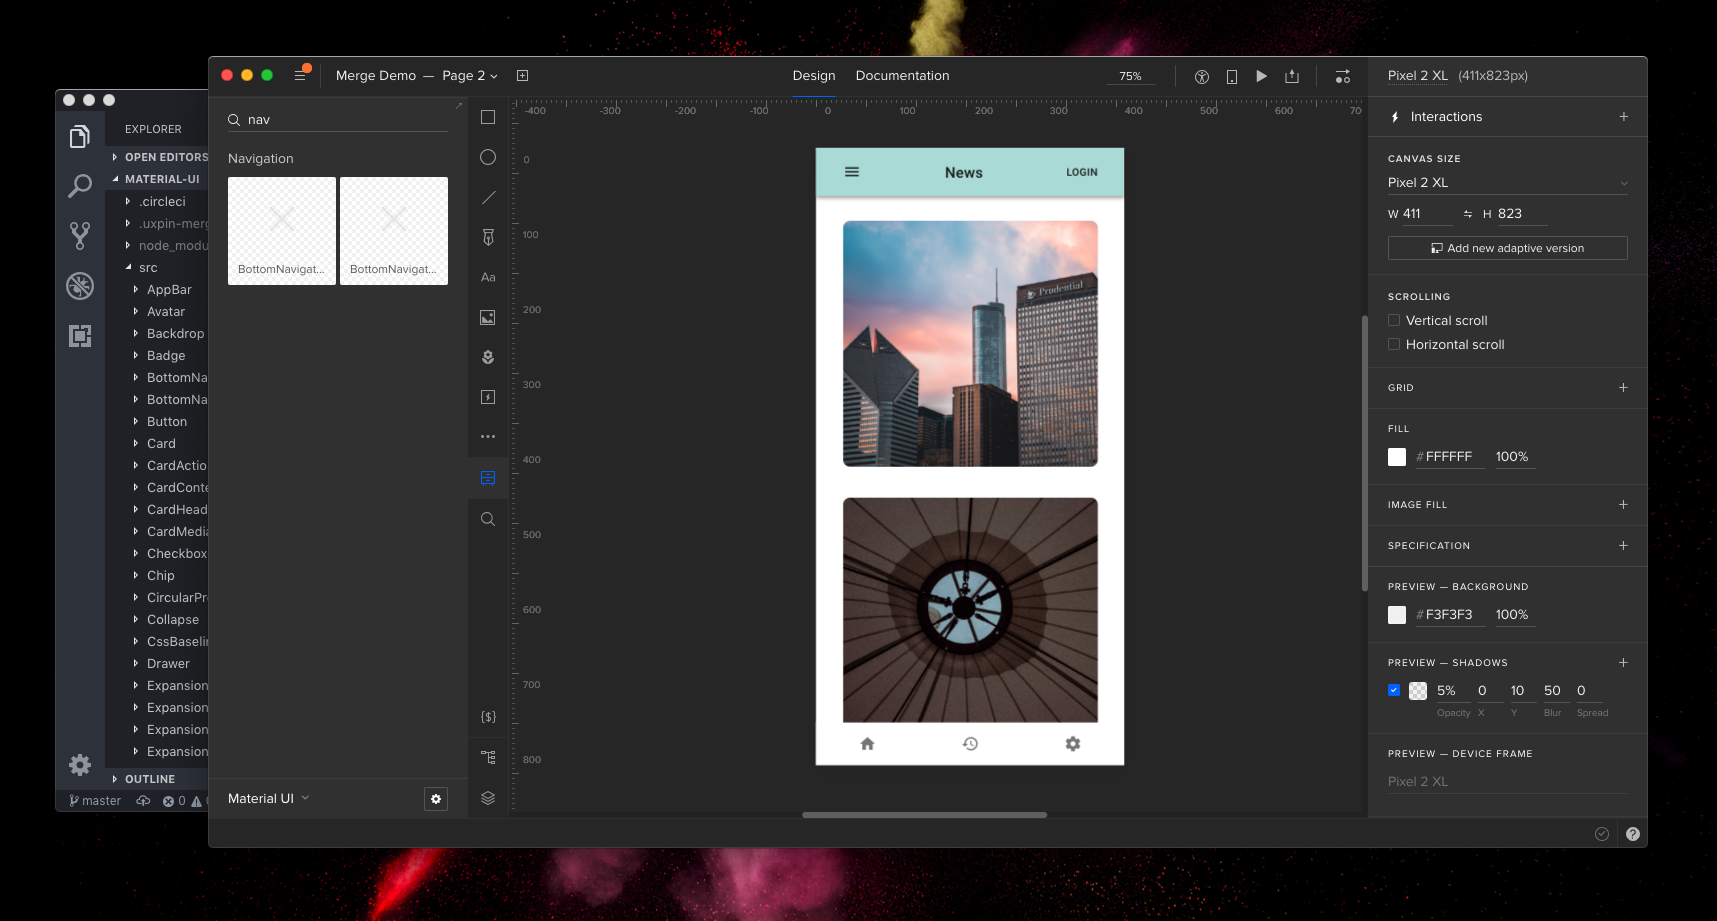 Merge Demo — Page 2
Design
Documentation
75%
Pixel 2 XL (411x823px)
EXPLORER
OPEN EDITORS
MATERIAL-UI
.circleci
.uxpin-merg
node_modu
src
AppBar
Avatar
Backdrop
Badge
BottomNa
BottomNa
Button
Card
CardActio
CardConte
CardHead
CardMedia
Checkbox
Chip
CircularPr
Collapse
CssBaselin
Drawer
Expansion
Expansion
Expansion
Expansion
OUTLINE
master
0
nav
Navigation
BottomNavigat...
BottomNavigat...
Material UI
Aa
{$}
-400 -300 -200 -100 0 100 200 300 400 500 600 70
0
100
200
300
400
500
600
700
800
News
LOGIN
Prudential
Interactions
CANVAS SIZE
Pixel 2 XL
W 411 H 823
Add new adaptive version
SCROLLING
Vertical scroll
Horizontal scroll
GRID
FILL
# FFFFFF 100%
IMAGE FILL
SPECIFICATION
PREVIEW — BACKGROUND
# F3F3F3 100%
PREVIEW — SHADOWS
5% 0 10 50 0
Opacity X Y Blur Spread
PREVIEW — DEVICE FRAME
Pixel 2 XL
?